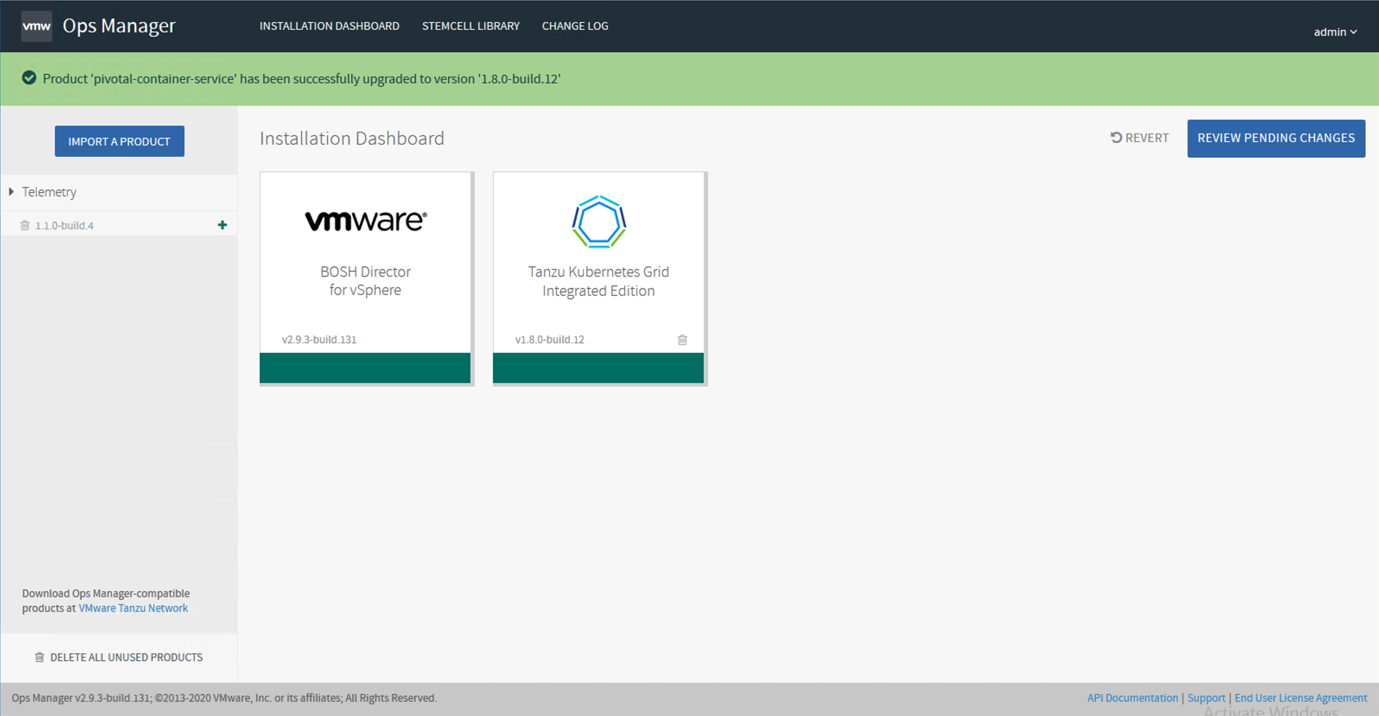 vmw Ops Manager INSTALLATION DASHBOARD STEMCELL LIBRARY CHANGE LOG admin
Product 'pivotal-container-service' has been successfully upgraded to version '1.8.0-build.12'
IMPORT A PRODUCT
Installation Dashboard
REVERT
REVIEW PENDING CHANGES
Telemetry
1.1.0-build.4
vmware®
BOSH Director
for vSphere
v2.9.3-build.131
Tanzu Kubernetes Grid
Integrated Edition
v1.8.0-build.12
Download Ops Manager-compatible
products at VMware Tanzu Network
DELETE ALL UNUSED PRODUCTS
Ops Manager v2.9.3-build.131; ©2013-2020 VMware, Inc. or its affiliates; All Rights Reserved.
API Documentation | Support | End User License Agreement
Activate Windows